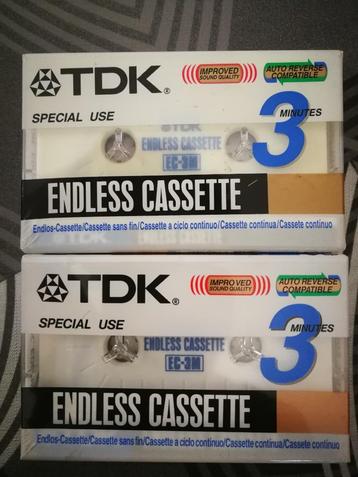 TDK®
IMPROVED
SOUND QUALITY
AUTO REVERSE
COMPATIBLE
SPECIAL USE
3
MINUTES
TDK
ENDLESS CASSETTE
EC-3M
ENDLESS CASSETTE
Endlos-Cassette/Cassette sans fin/Cassette a ciclo continuo/Cassette continua/Cassete continuo
TDK®
IMPROVED
SOUND QUALITY
AUTO REVERSE
COMPATIBLE
SPECIAL USE
3
MINUTES
ENDLESS CASSETTE
EC-3M
ENDLESS CASSETTE
Endlos-Cassette/Cassette sans fin/Cassette a ciclo continuo/Cassette continua/Cassete continuo